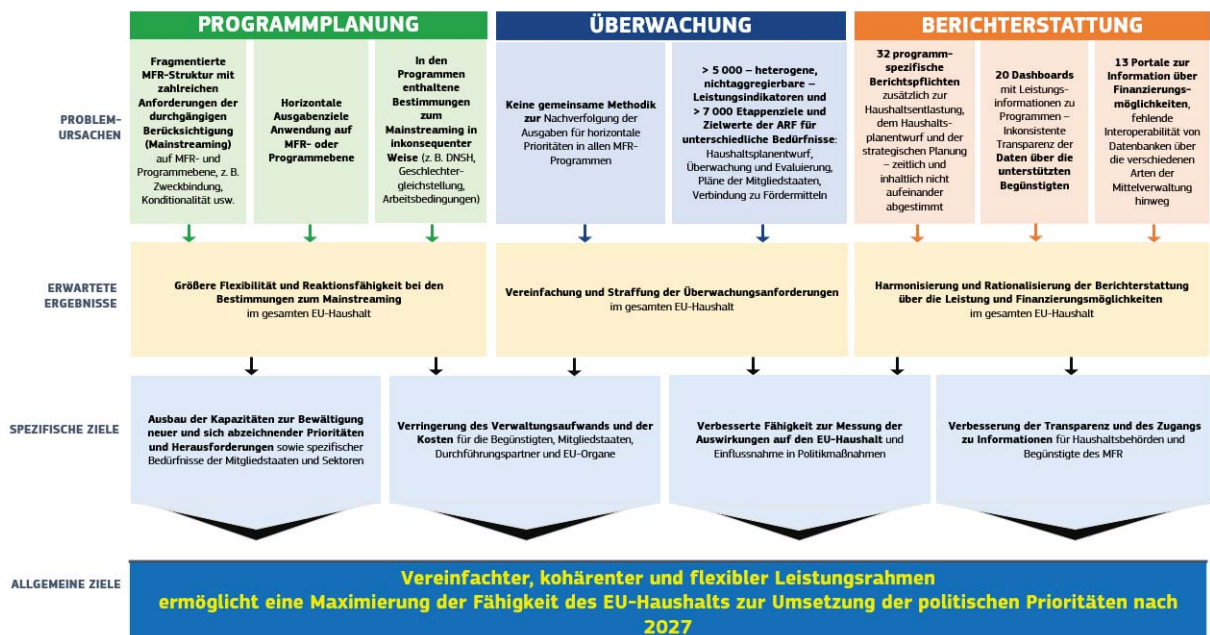 PROGRAMMPLANUNG
ÜBERWACHUNG
BERICHTERSTATTUNG
PROBLEM-
URSACHEN
Fragmentierte
MFR-Struktur mit
zahlreichen
Anforderungen der
durchgängigen
Berücksichtigung
(Mainstreaming)
auf MFR- und
Programmebene, z. B.
Zweckbindung,
Konditionalität usw.
Horizontale
Ausgabenziele
Anwendung auf
MFR- oder
Programmebene
In den
Programmen
enthaltene
Bestimmungen
zum
Mainstreaming in
inkonsequenter
Weise (z. B. DNSH,
Geschlechter-
gleichstellung,
Arbeitsbedingungen)
Keine gemeinsame Methodik
zur Nachverfolgung der
Ausgaben für horizontale
Prioritäten in allen MFR-
Programmen
> 5 000 – heterogene,
nichtaggregierbare –
Leistungsindikatoren und
> 7 000 Etappenziele und
Zielwerte der ARF für
unterschiedliche Bedürfnisse:
Haushaltsplanentwurf,
Überwachung und Evaluierung,
Pläne der Mitgliedstaaten,
Verbindung zu Fördermitteln
32 programm-
spezifische
Berichtspflichten
zusätzlich zur
Haushaltsentlastung,
dem Haushalts-
planentwurf und der
strategischen Planung
– zeitlich und
inhaltlich nicht
aufeinander
abgestimmt
20 Dashboards
mit Leistungs-
informationen zu
Programmen –
Inkonsistente
Transparenz der
Daten über die
unterstützten
Begünstigten
13 Portale zur
Information über
Finanzierungs-
möglichkeiten,
fehlende
Interoperabilität von
Datenbanken über
die verschiedenen
Arten der
Mittelverwaltung
hinweg
ERWARTETE
ERGEBNISSE
Größere Flexibilität und Reaktionsfähigkeit bei den
Bestimmungen zum Mainstreaming
im gesamten EU-Haushalt
Vereinfachung und Straffung der Überwachungsanforderungen
im gesamten EU-Haushalt
Harmonisierung und Rationalisierung der Berichterstattung
über die Leistung und Finanzierungsmöglichkeiten
im gesamten EU-Haushalt
SPEZIFISCHE ZIELE
Ausbau der Kapazitäten zur Bewältigung
neuer und sich abzeichnender Prioritäten
und Herausforderungen sowie spezifischer
Bedürfnisse der Mitgliedstaaten und Sektoren
Verringerung des Verwaltungsaufwands und der
Kosten für die Begünstigten, Mitgliedstaaten,
Durchführungspartner und EU-Organe
Verbesserte Fähigkeit zur Messung der
Auswirkungen auf den EU-Haushalt und
Einflussnahme in Politikmaßnahmen
Verbesserung der Transparenz und des Zugangs
zu Informationen für Haushaltsbehörden und
Begünstigte des MFR
ALLGEMEINE ZIELE
Vereinfachter, kohärenter und flexibler Leistungsrahmen
ermöglicht eine Maximierung der Fähigkeit des EU-Haushalts zur Umsetzung der politischen Prioritäten nach
2027